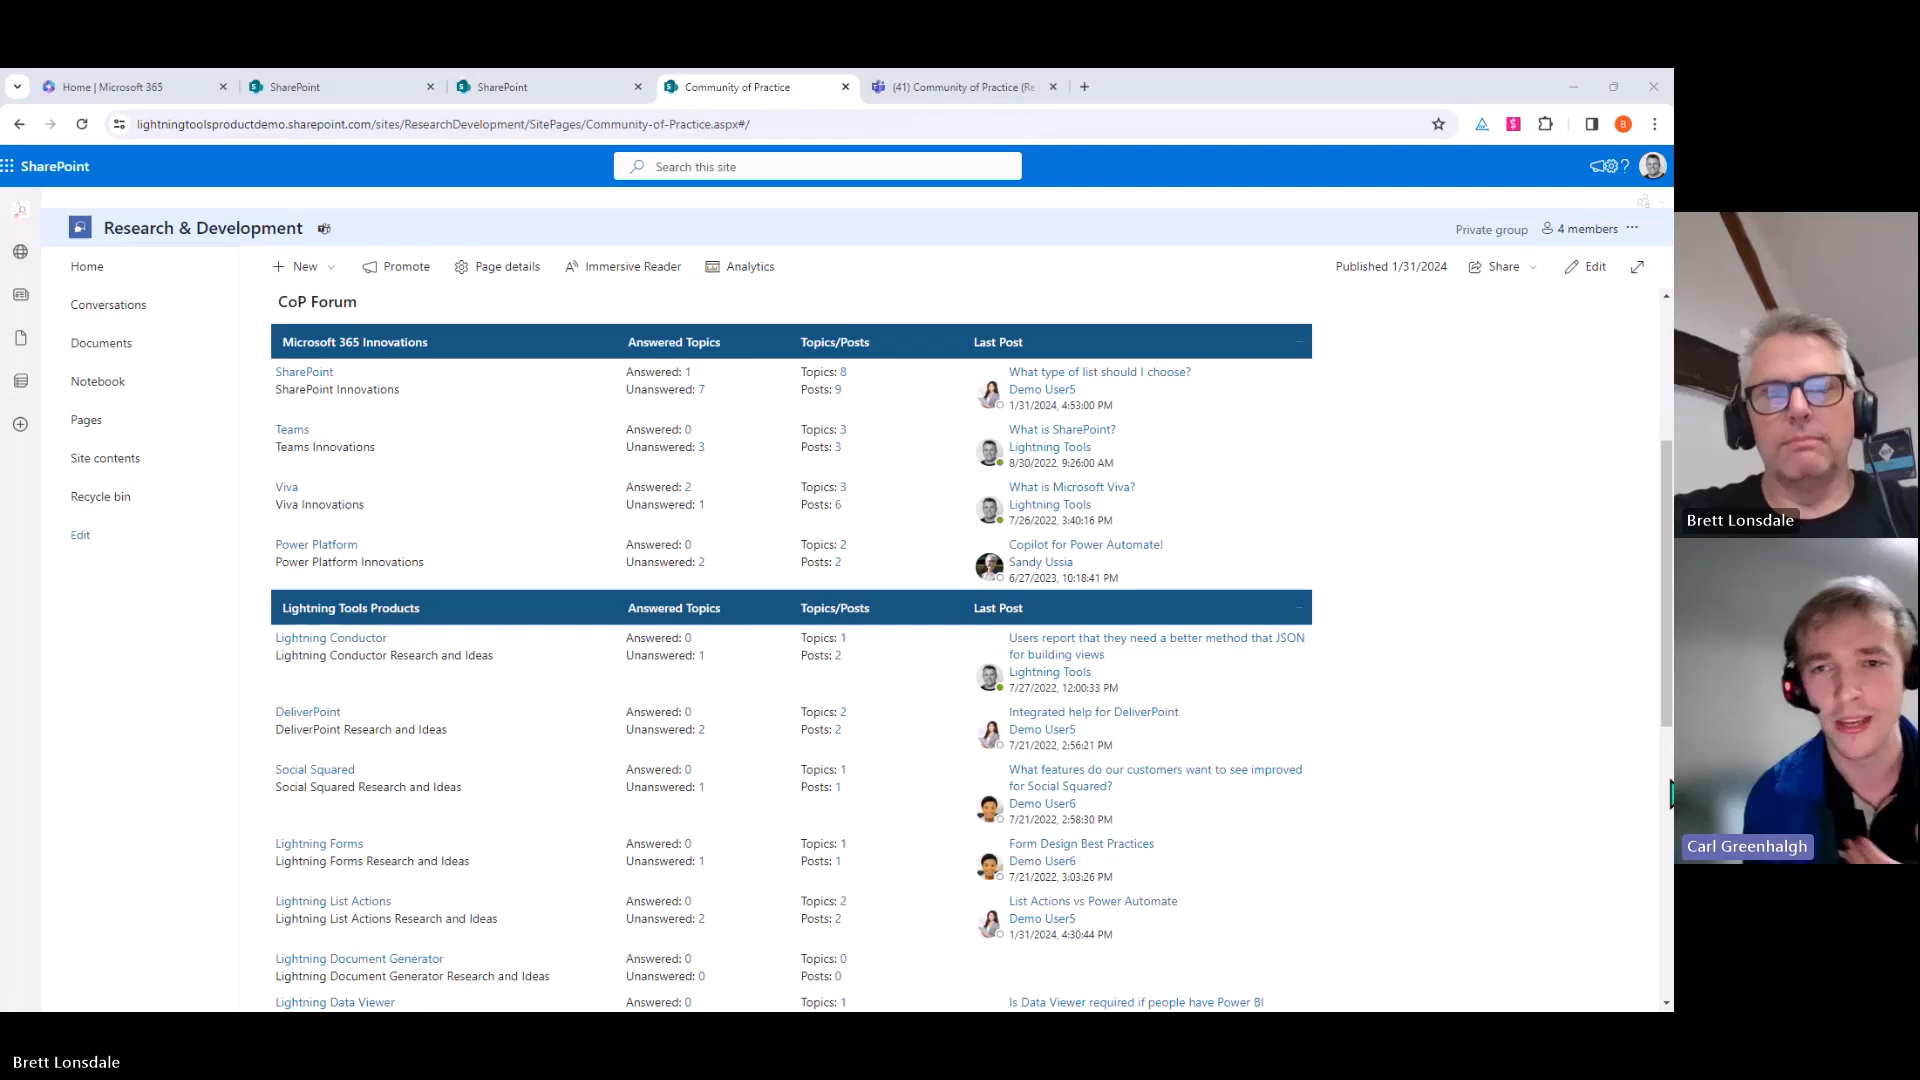 Home | Microsoft 365
SharePoint
SharePoint
Community of Practice
(41) Community of Practice (Re
lightningtoolsproductdemo.sharepoint.com/sites/ResearchDevelopment/SitePages/Community-of-Practice.aspx#/
8
SharePoint
Search this site
?
Research & Development
Private group
4 members
Home
Conversations
Documents
Notebook
Pages
Site contents
Recycle bin
Edit
New
Promote
Page details
Immersive Reader
Analytics
Published 1/31/2024
Share
Edit
CoP Forum
Microsoft 365 Innovations Answered Topics Topics/Posts Last Post
SharePoint Answered: 1 Topics: 8 What type of list should I choose?
SharePoint Innovations Unanswered: 7 Posts: 9 Demo User5
1/31/2024, 4:53:00 PM
Teams Answered: 0 Topics: 3 What is SharePoint?
Teams Innovations Unanswered: 3 Posts: 3 Lightning Tools
8/30/2022, 9:26:00 AM
Viva Answered: 2 Topics: 3 What is Microsoft Viva?
Viva Innovations Unanswered: 1 Posts: 6 Lightning Tools
7/26/2022, 3:40:16 PM
Power Platform Answered: 0 Topics: 2 Copilot for Power Automate!
Power Platform Innovations Unanswered: 2 Posts: 2 Sandy Ussia
6/27/2023, 10:18:41 PM
Lightning Tools Products Answered Topics Topics/Posts Last Post
Lightning Conductor Answered: 0 Topics: 1 Users report that they need a better method that JSON
Lightning Conductor Research and Ideas Unanswered: 1 Posts: 2 for building views
Lightning Tools
7/27/2022, 12:00:33 PM
DeliverPoint Answered: 0 Topics: 2 Integrated help for DeliverPoint
DeliverPoint Research and Ideas Unanswered: 2 Posts: 2 Demo User5
7/21/2022, 2:56:21 PM
Social Squared Answered: 0 Topics: 1 What features do our customers want to see improved
Social Squared Research and Ideas Unanswered: 1 Posts: 1 for Social Squared?
Demo User6
7/21/2022, 2:58:30 PM
Lightning Forms Answered: 0 Topics: 1 Form Design Best Practices
Lightning Forms Research and Ideas Unanswered: 1 Posts: 1 Demo User6
7/21/2022, 3:03:26 PM
Lightning List Actions Answered: 0 Topics: 2 List Actions vs Power Automate
Lightning List Actions Research and Ideas Unanswered: 2 Posts: 2 Demo User5
1/31/2024, 4:30:44 PM
Lightning Document Generator Answered: 0 Topics: 0
Lightning Document Generator Research and Ideas Unanswered: 0 Posts: 0
Lightning Data Viewer Answered: 0 Topics: 1 Is Data Viewer required if people have Power BI
Brett Lonsdale
Carl Greenhalgh
Brett Lonsdale